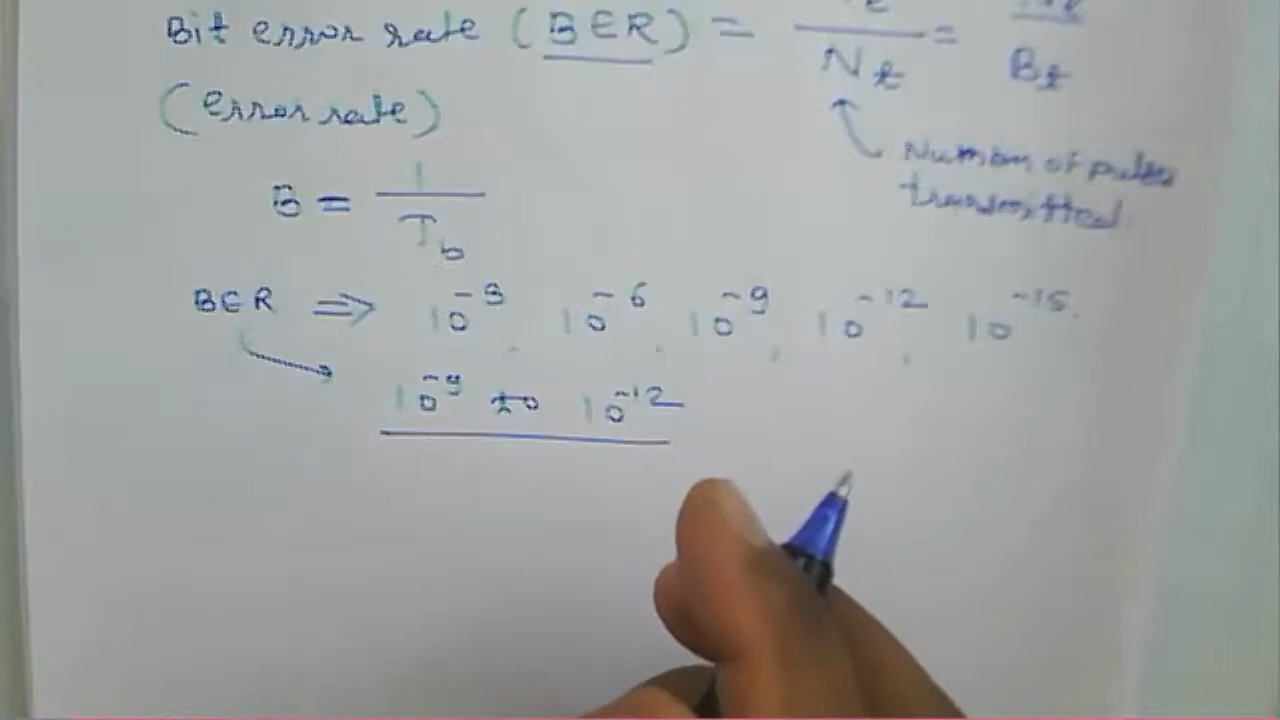 Bit error rate (BER) = / N_t = / B_t
(error rate)
Number of pulses
transmitted
B = 1 / T_b
BER ⇒ 10^-3 , 10^-6 , 10^-9 , 10^-12 , 10^-15
10^-9 to 10^-12